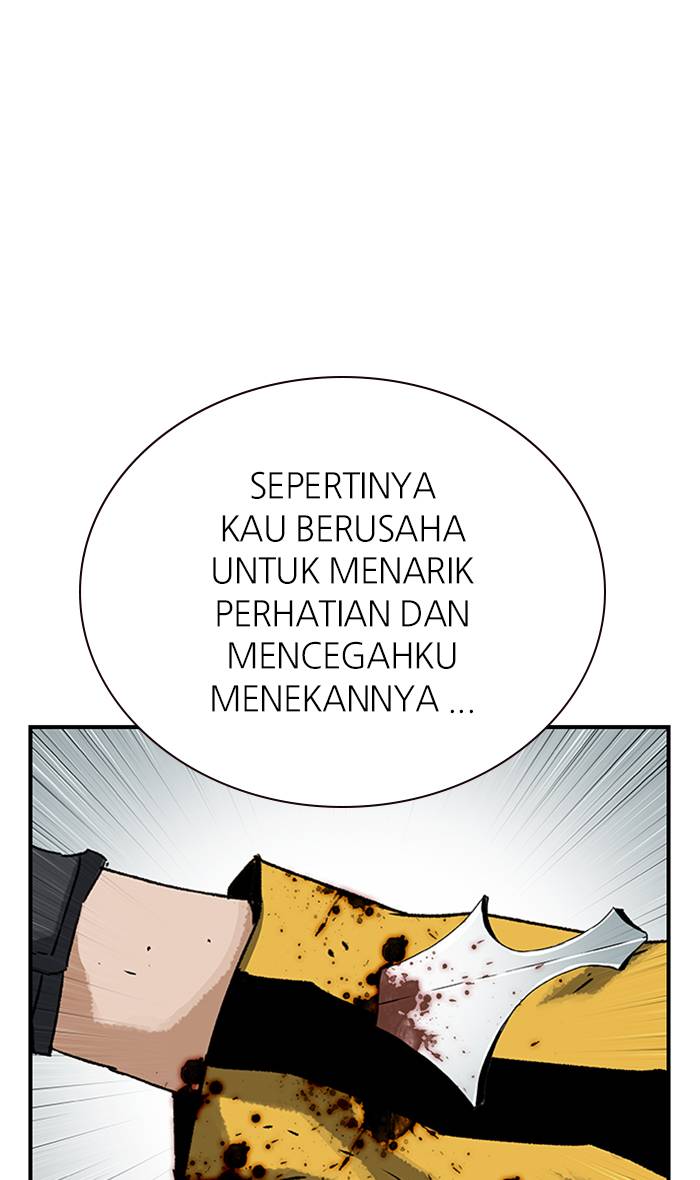 SEPERTINYA
KAU BERUSAHA
UNTUK MENARIK
PERHATIAN DAN
MENCEGAHKU
MENEKANNYA ...